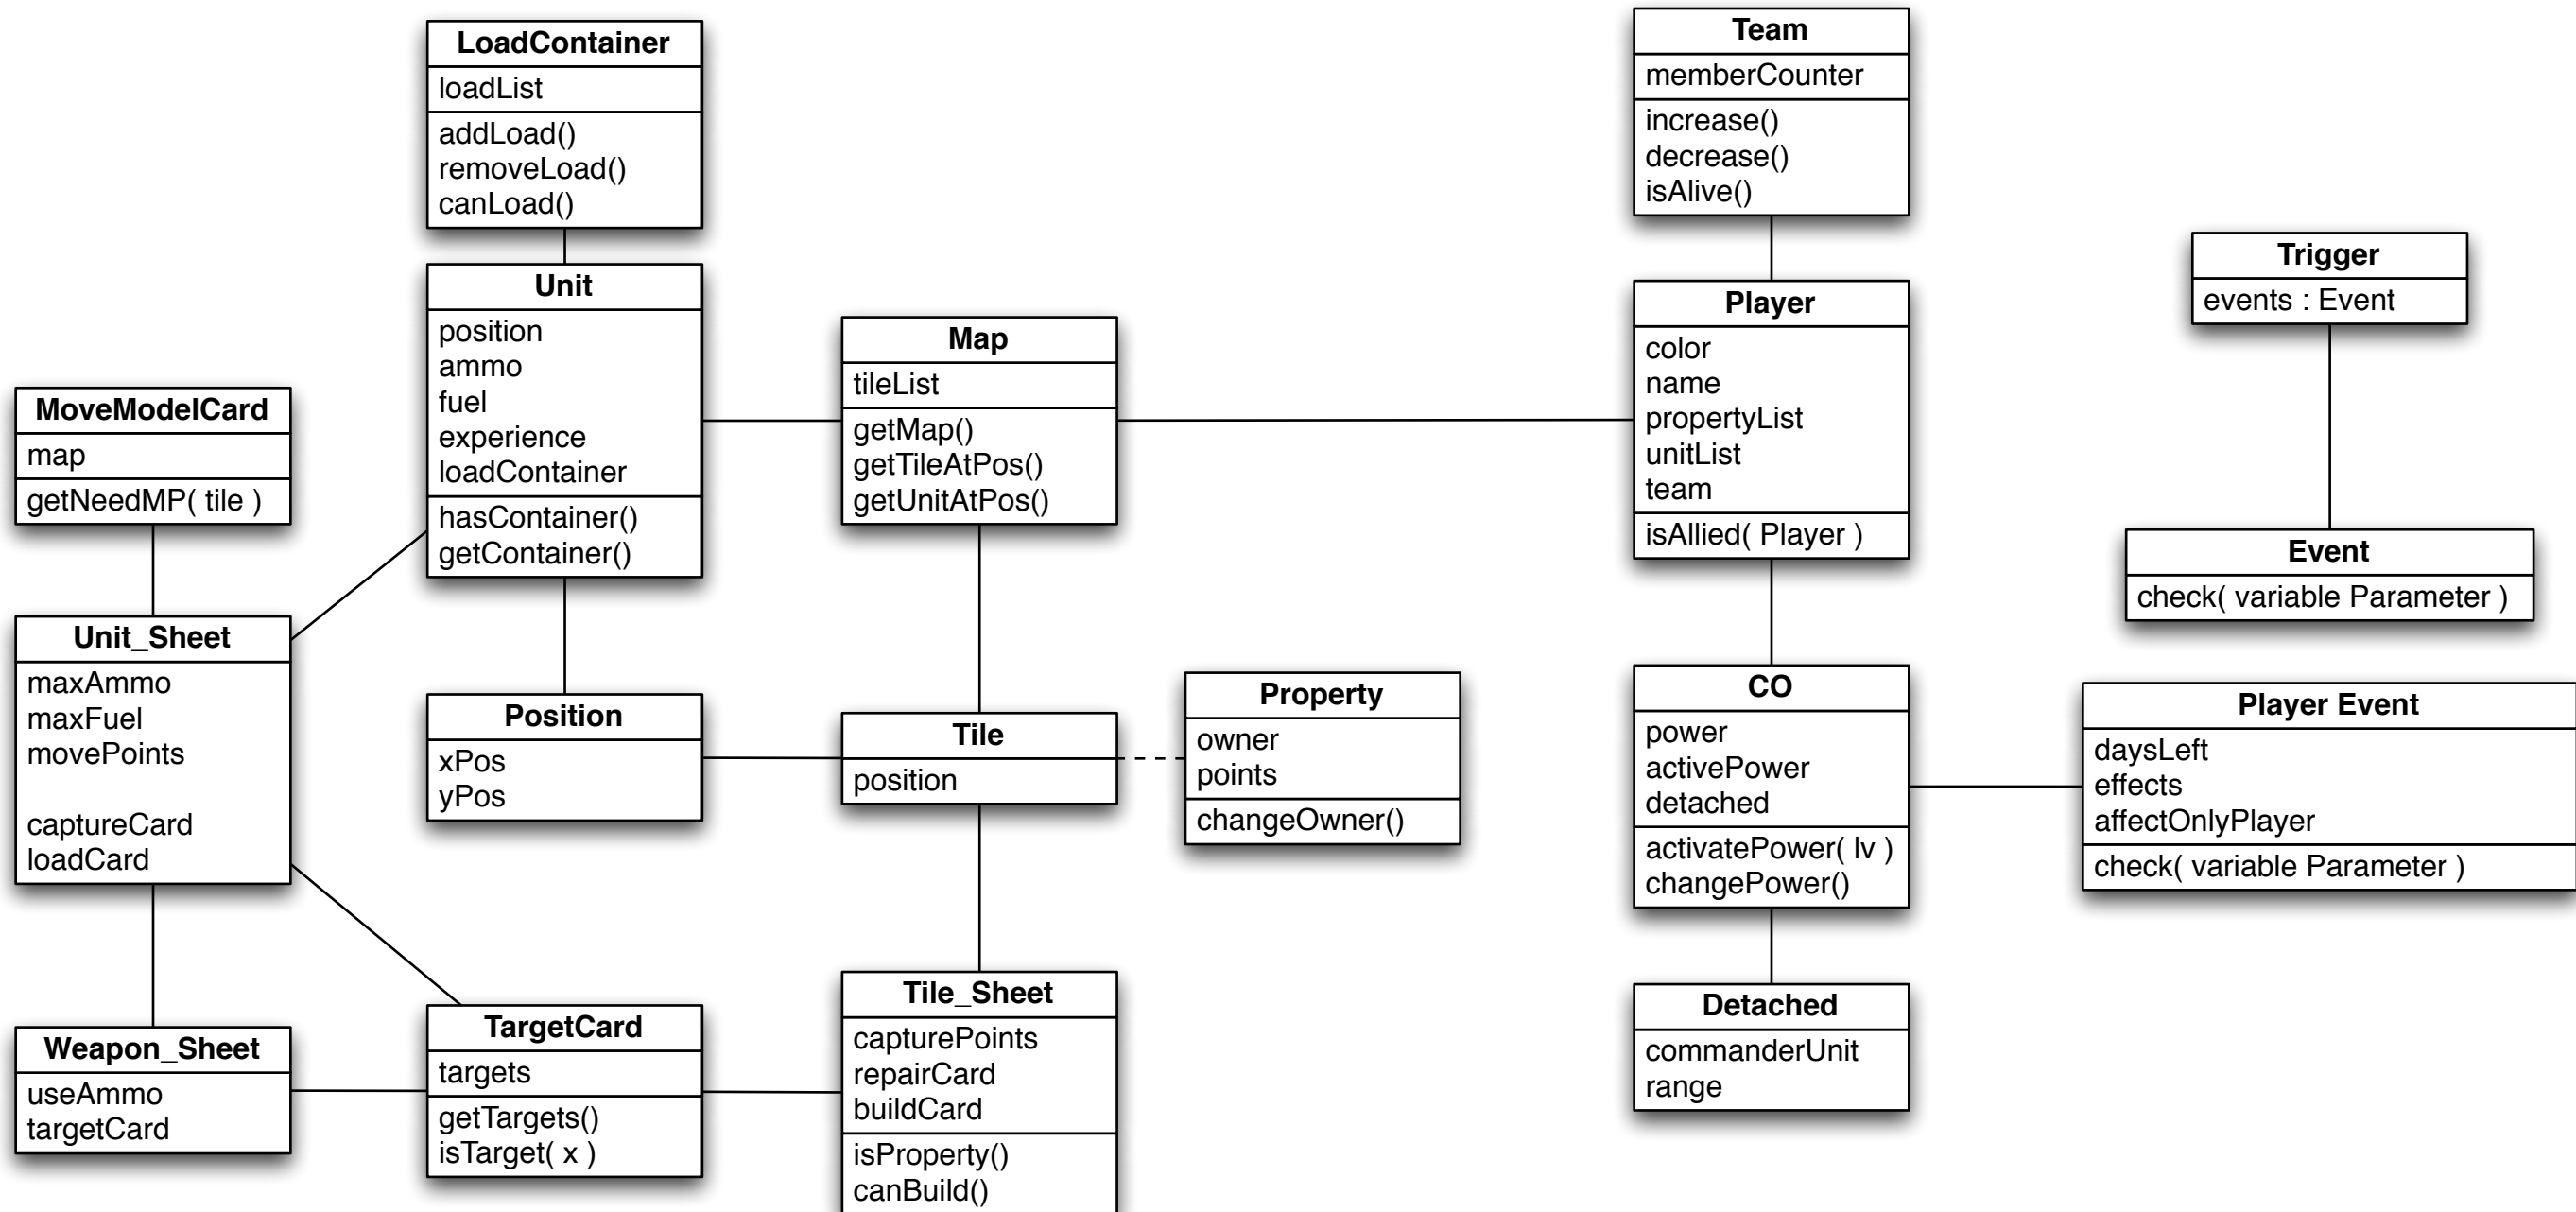 LoadContainer
loadList
addLoad()
removeLoad()
canLoad()
Team
memberCounter
increase()
decrease()
isAlive()
Trigger
events : Event
Unit
position
ammo
fuel
experience
loadContainer
hasContainer()
getContainer()
Map
tileList
getMap()
getTileAtPos()
getUnitAtPos()
Player
color
name
propertyList
unitList
team
isAllied( Player )
MoveModelCard
map
getNeedMP( tile )
Event
check( variable Parameter )
Unit_Sheet
maxAmmo
maxFuel
movePoints
captureCard
loadCard
Position
xPos
yPos
Tile
position
Property
owner
points
changeOwner()
CO
power
activePower
detached
activatePower( lv )
changePower()
Player Event
daysLeft
effects
affectOnlyPlayer
check( variable Parameter )
Weapon_Sheet
useAmmo
targetCard
TargetCard
targets
getTargets()
isTarget( x )
Tile_Sheet
capturePoints
repairCard
buildCard
isProperty()
canBuild()
Detached
commanderUnit
range